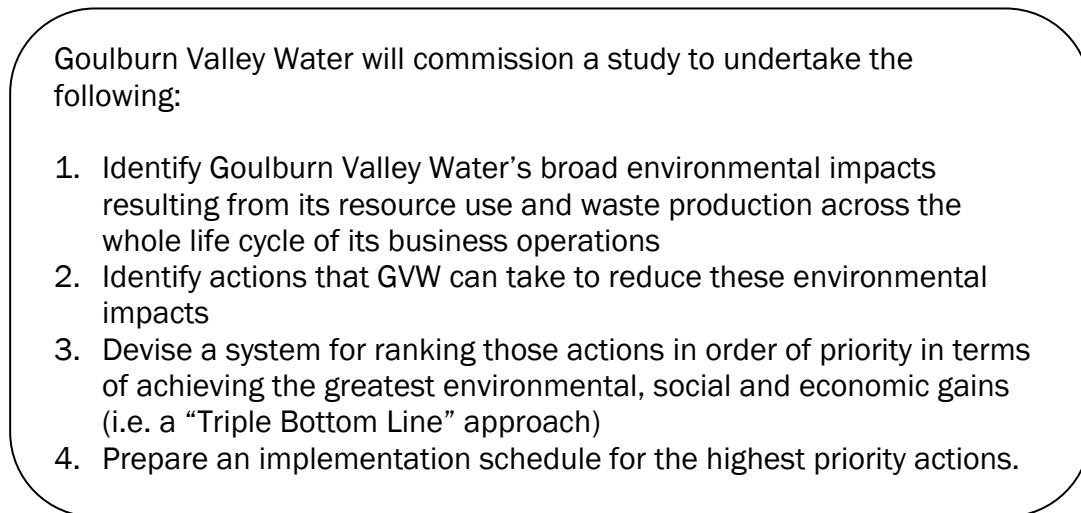 Goulburn Valley Water will commission a study to undertake the
following:
1. Identify Goulburn Valley Water’s broad environmental impacts
resulting from its resource use and waste production across the
whole life cycle of its business operations
2. Identify actions that GVW can take to reduce these environmental
impacts
3. Devise a system for ranking those actions in order of priority in terms
of achieving the greatest environmental, social and economic gains
(i.e. a “Triple Bottom Line” approach)
4. Prepare an implementation schedule for the highest priority actions.